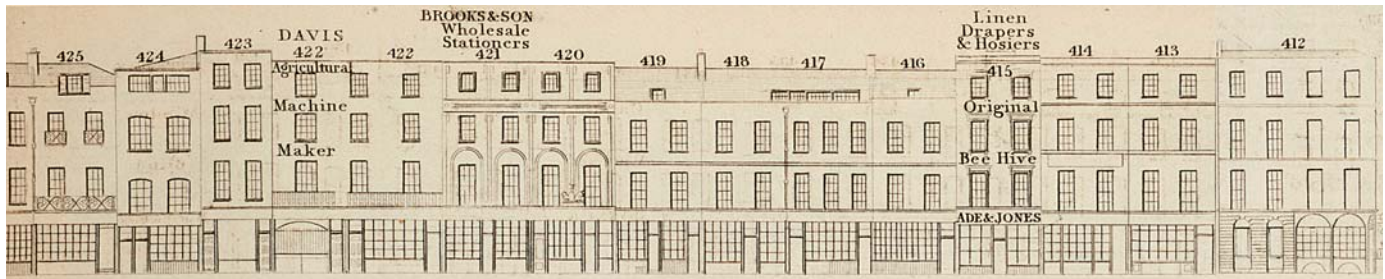 425
424
423
DAVIS
422
Agricultural
Machine
Maker
422
BROOKS & SON
Wholesale
Stationers
421
420
419
418
417
416
Linen
Drapers
& Hosiers
415
Original
Bee Hive
ADE & JONES
414
413
412